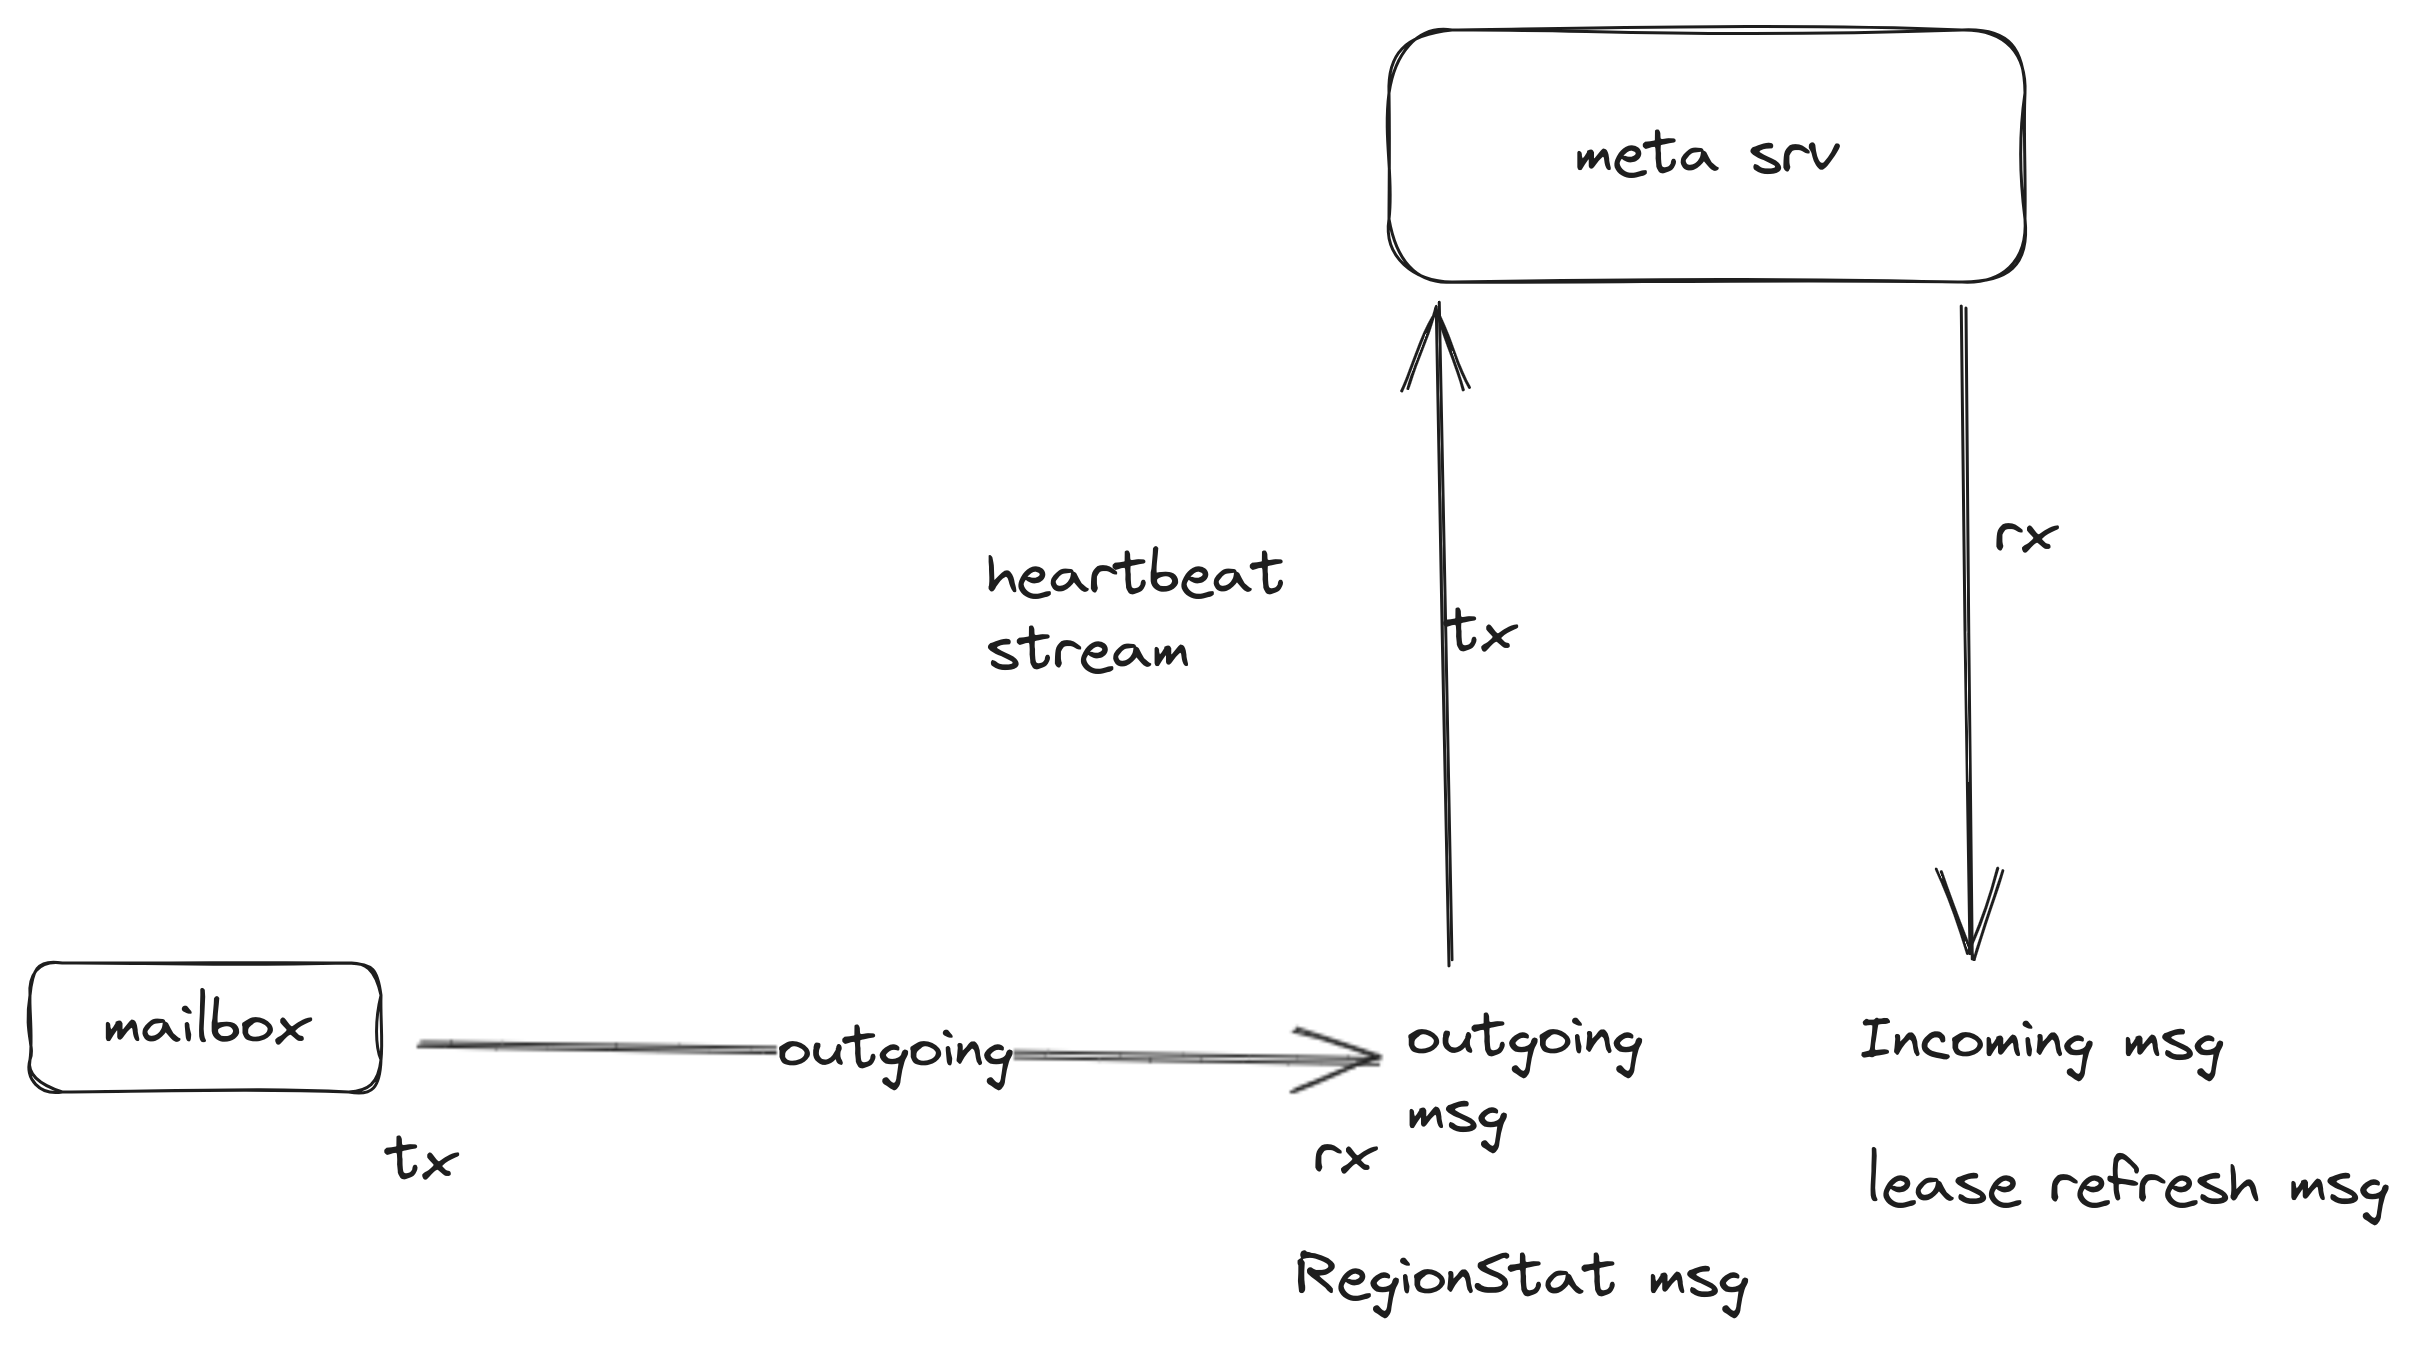 meta srv
rx
heartbeat
stream
tx
mailbox
outgoing
outgoing
msg
Incoming msg
tx
rx
lease refresh msg
RegionStat msg